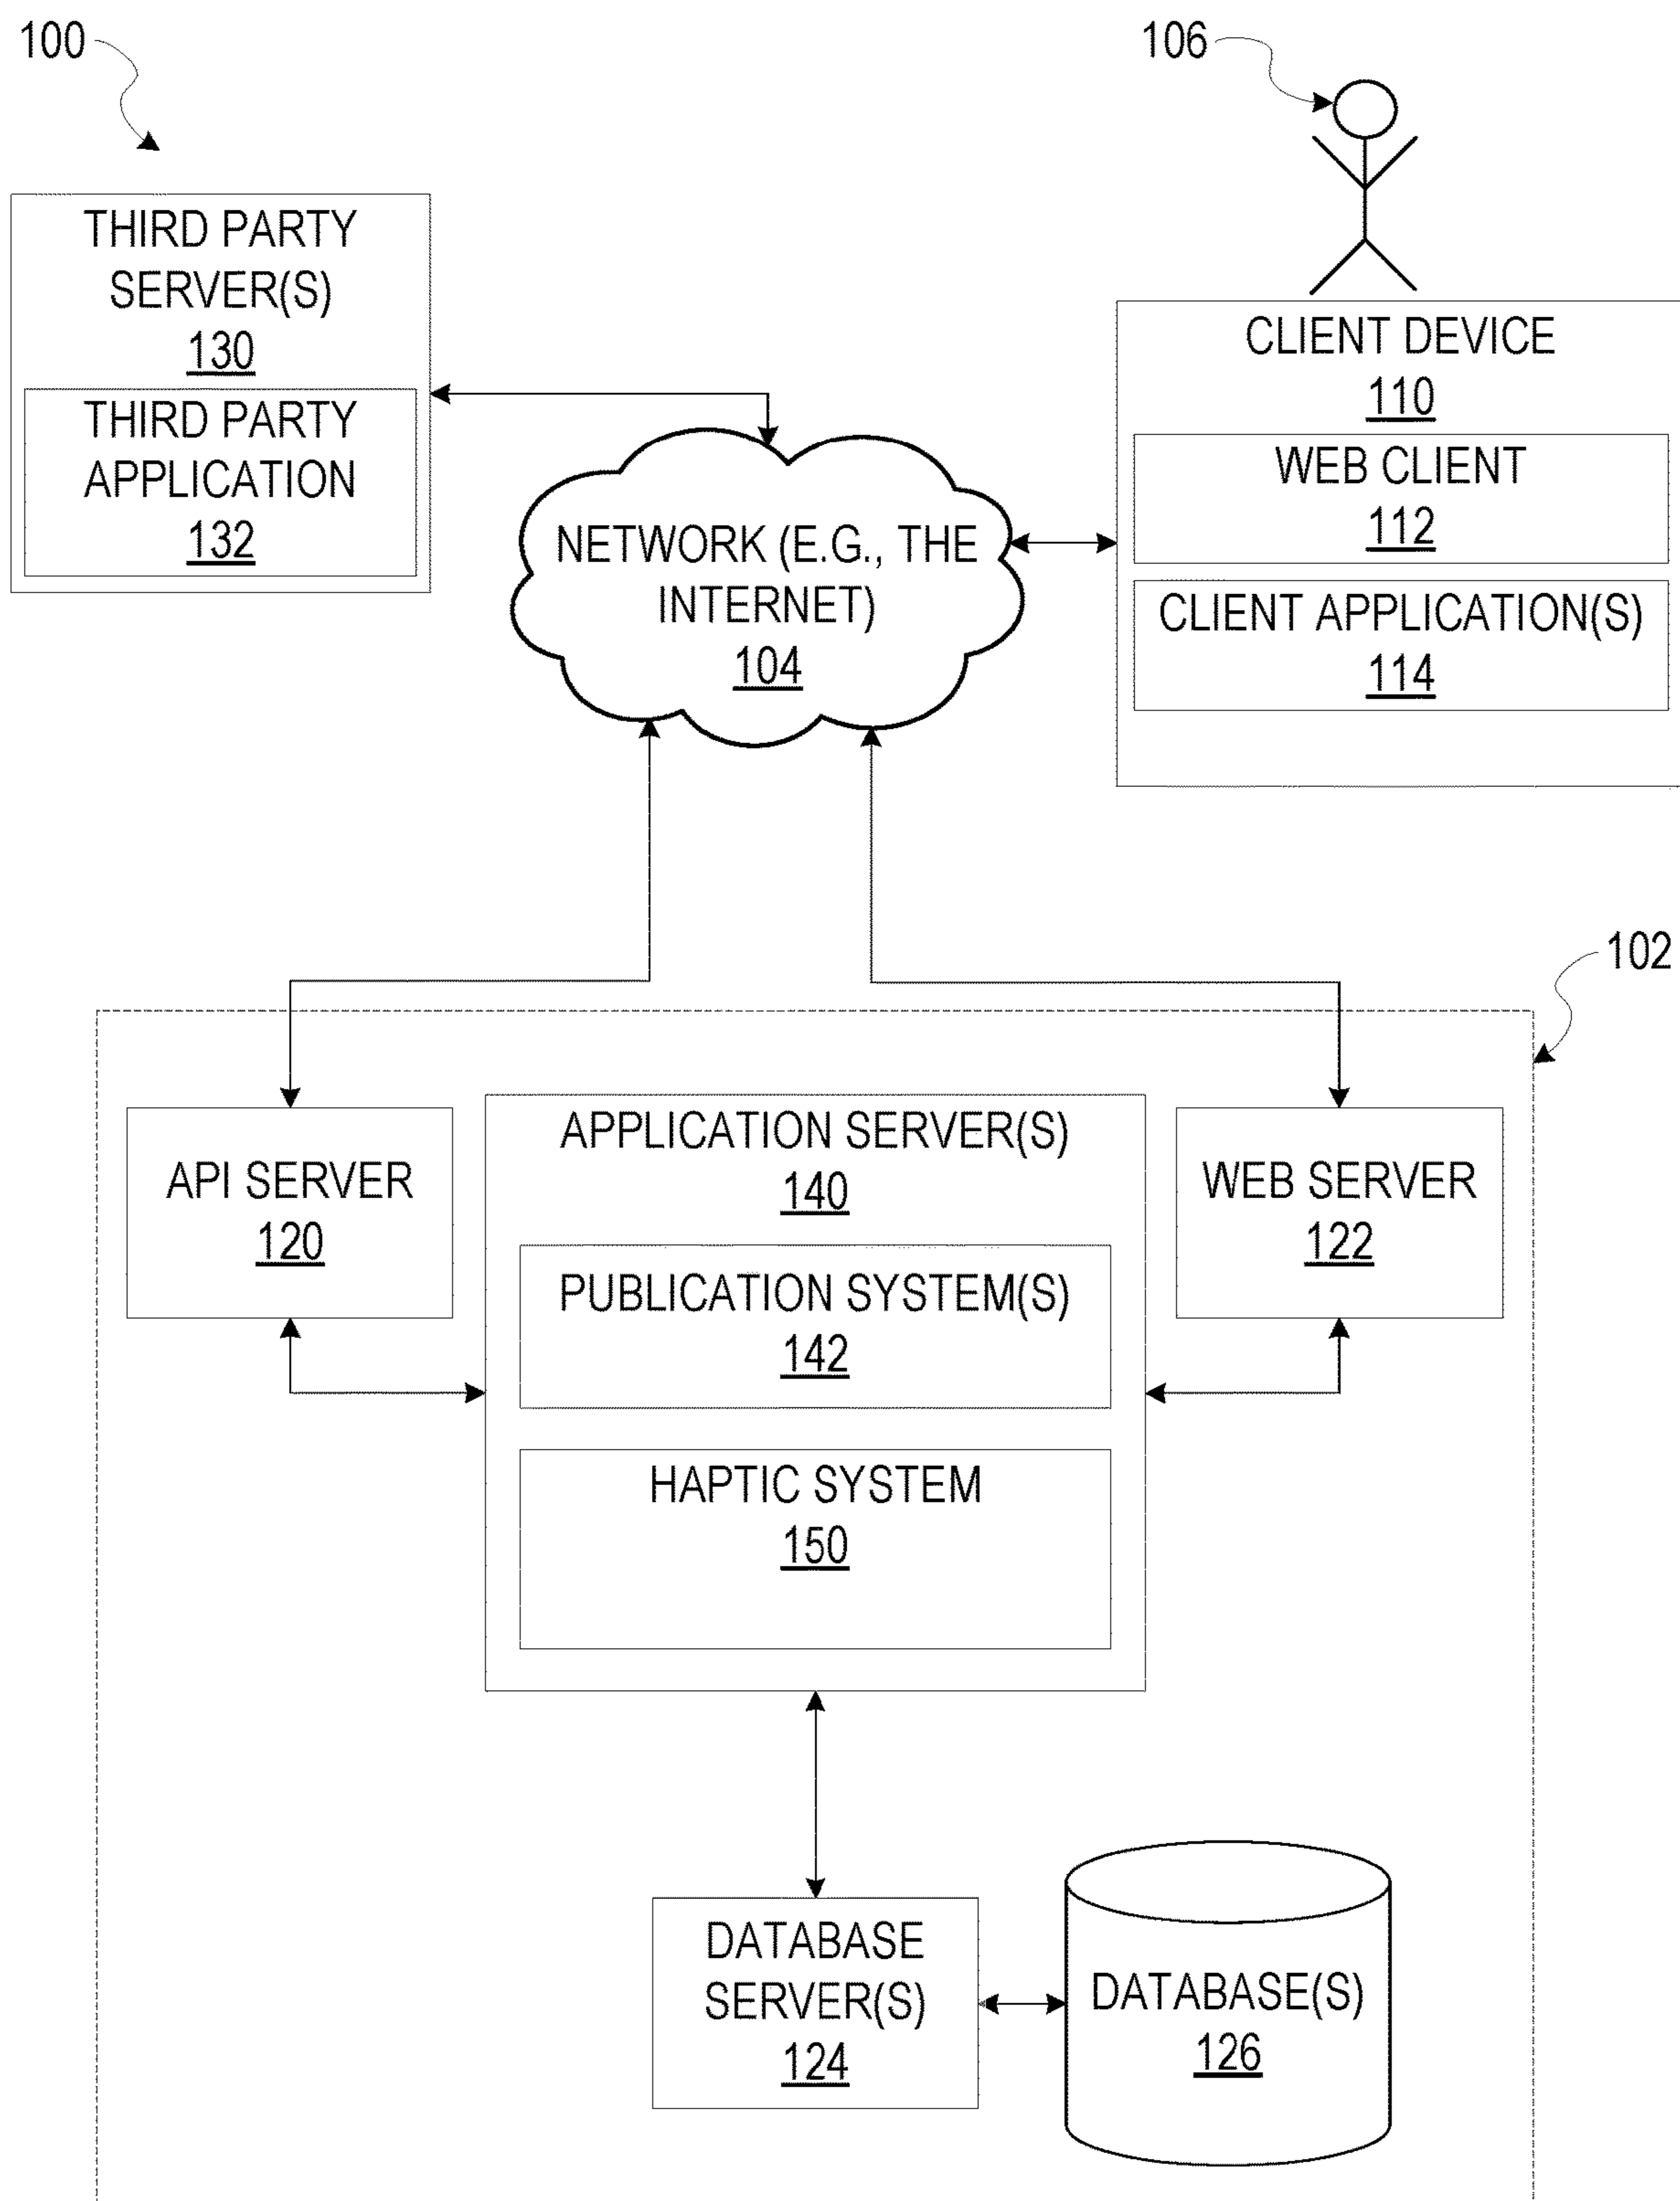 100
106
THIRD PARTY
SERVER(S)
130
THIRD PARTY
APPLICATION
132
CLIENT DEVICE
110
WEB CLIENT
112
CLIENT APPLICATION(S)
114
NETWORK (E.G., THE
INTERNET)
104
102
API SERVER
120
APPLICATION SERVER(S)
140
PUBLICATION SYSTEM(S)
142
HAPTIC SYSTEM
150
WEB SERVER
122
DATABASE
SERVER(S)
124
DATABASE(S)
126